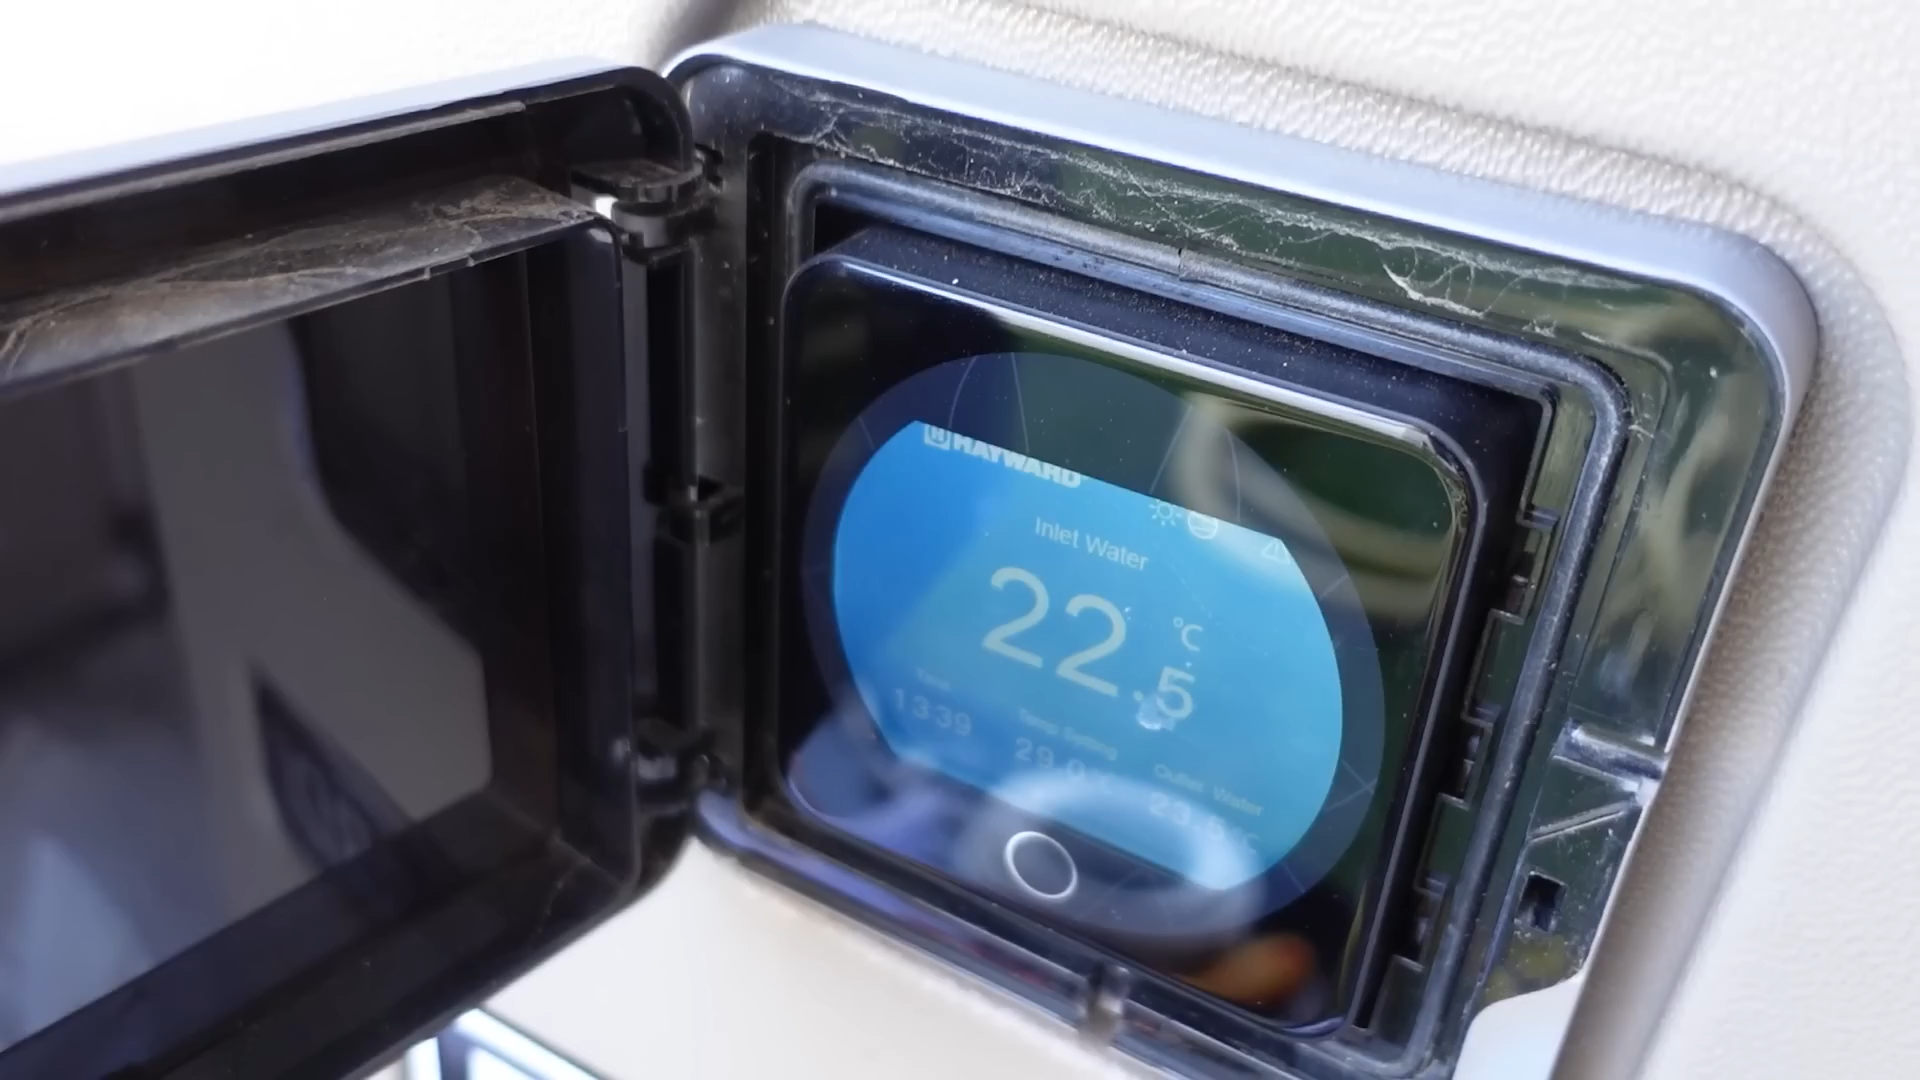 HAYWARD
Inlet Water
22.5 °C
13:39
Temp Setting
29.0 °C
Outlet Water